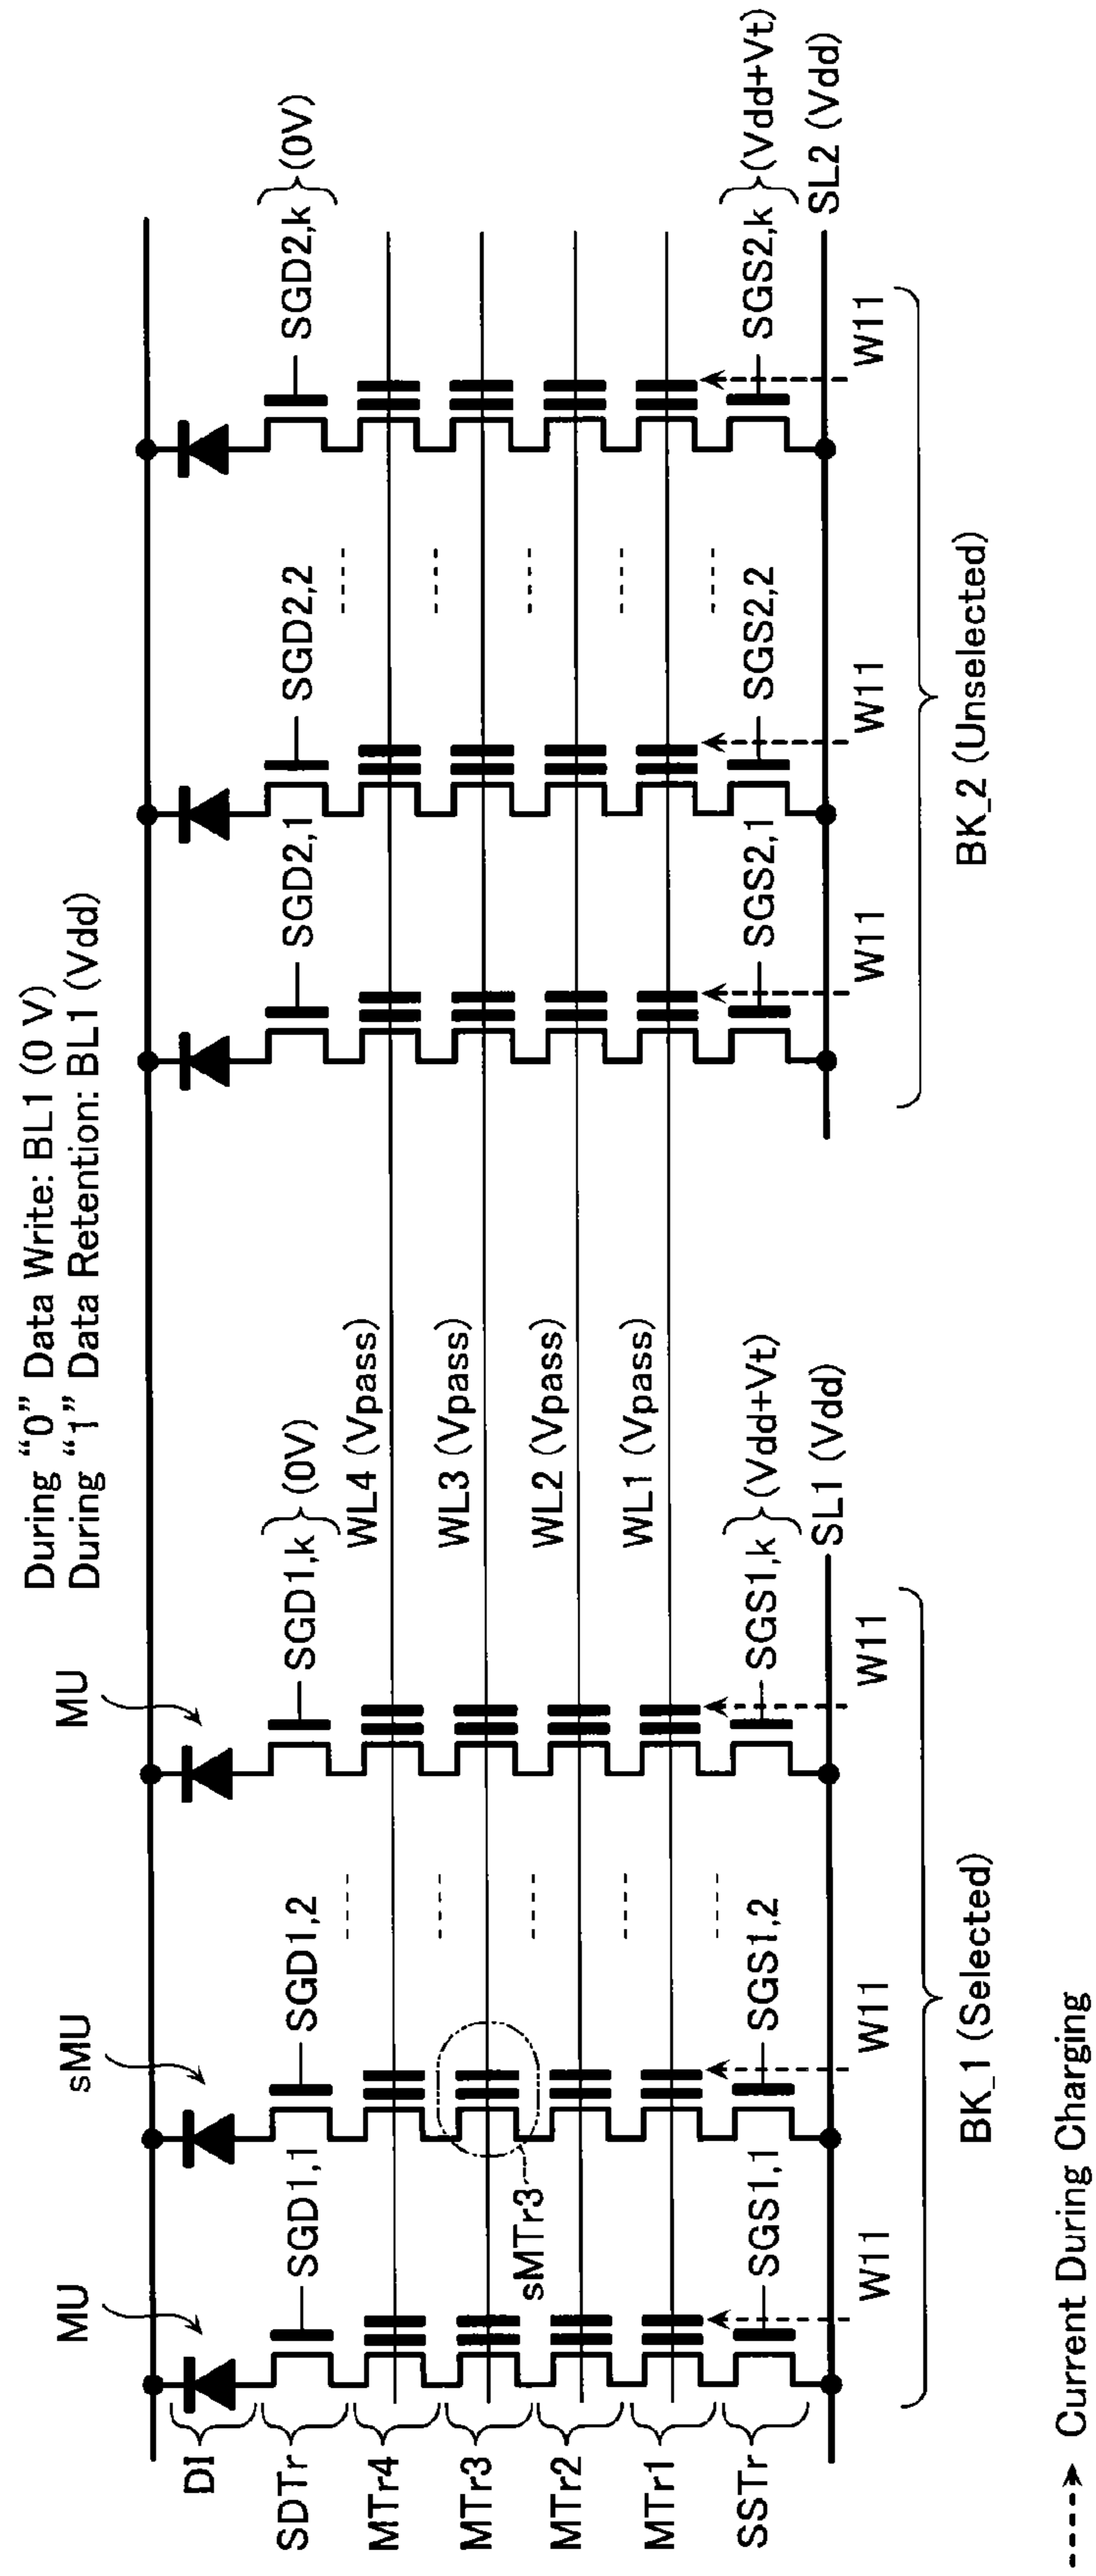 During “0” Data Write: BL1 (0 V)
During “1” Data Retention: BL1 (Vdd)
MU
sMU
MU
DI
SDTr
MTr4
MTr3
MTr2
MTr1
SSTr
SGD1,1
SGD1,2
SGD1,k
(0V)
SGD2,1
SGD2,2
SGD2,k
(0V)
WL4 (Vpass)
WL3 (Vpass)
WL2 (Vpass)
WL1 (Vpass)
sMTr3
SGS1,1
SGS1,2
SGS1,k
(Vdd+Vt)
SGS2,1
SGS2,2
SGS2,k
(Vdd+Vt)
SL1 (Vdd)
SL2 (Vdd)
W11
W11
W11
W11
W11
W11
BK_1 (Selected)
BK_2 (Unselected)
Current During Charging